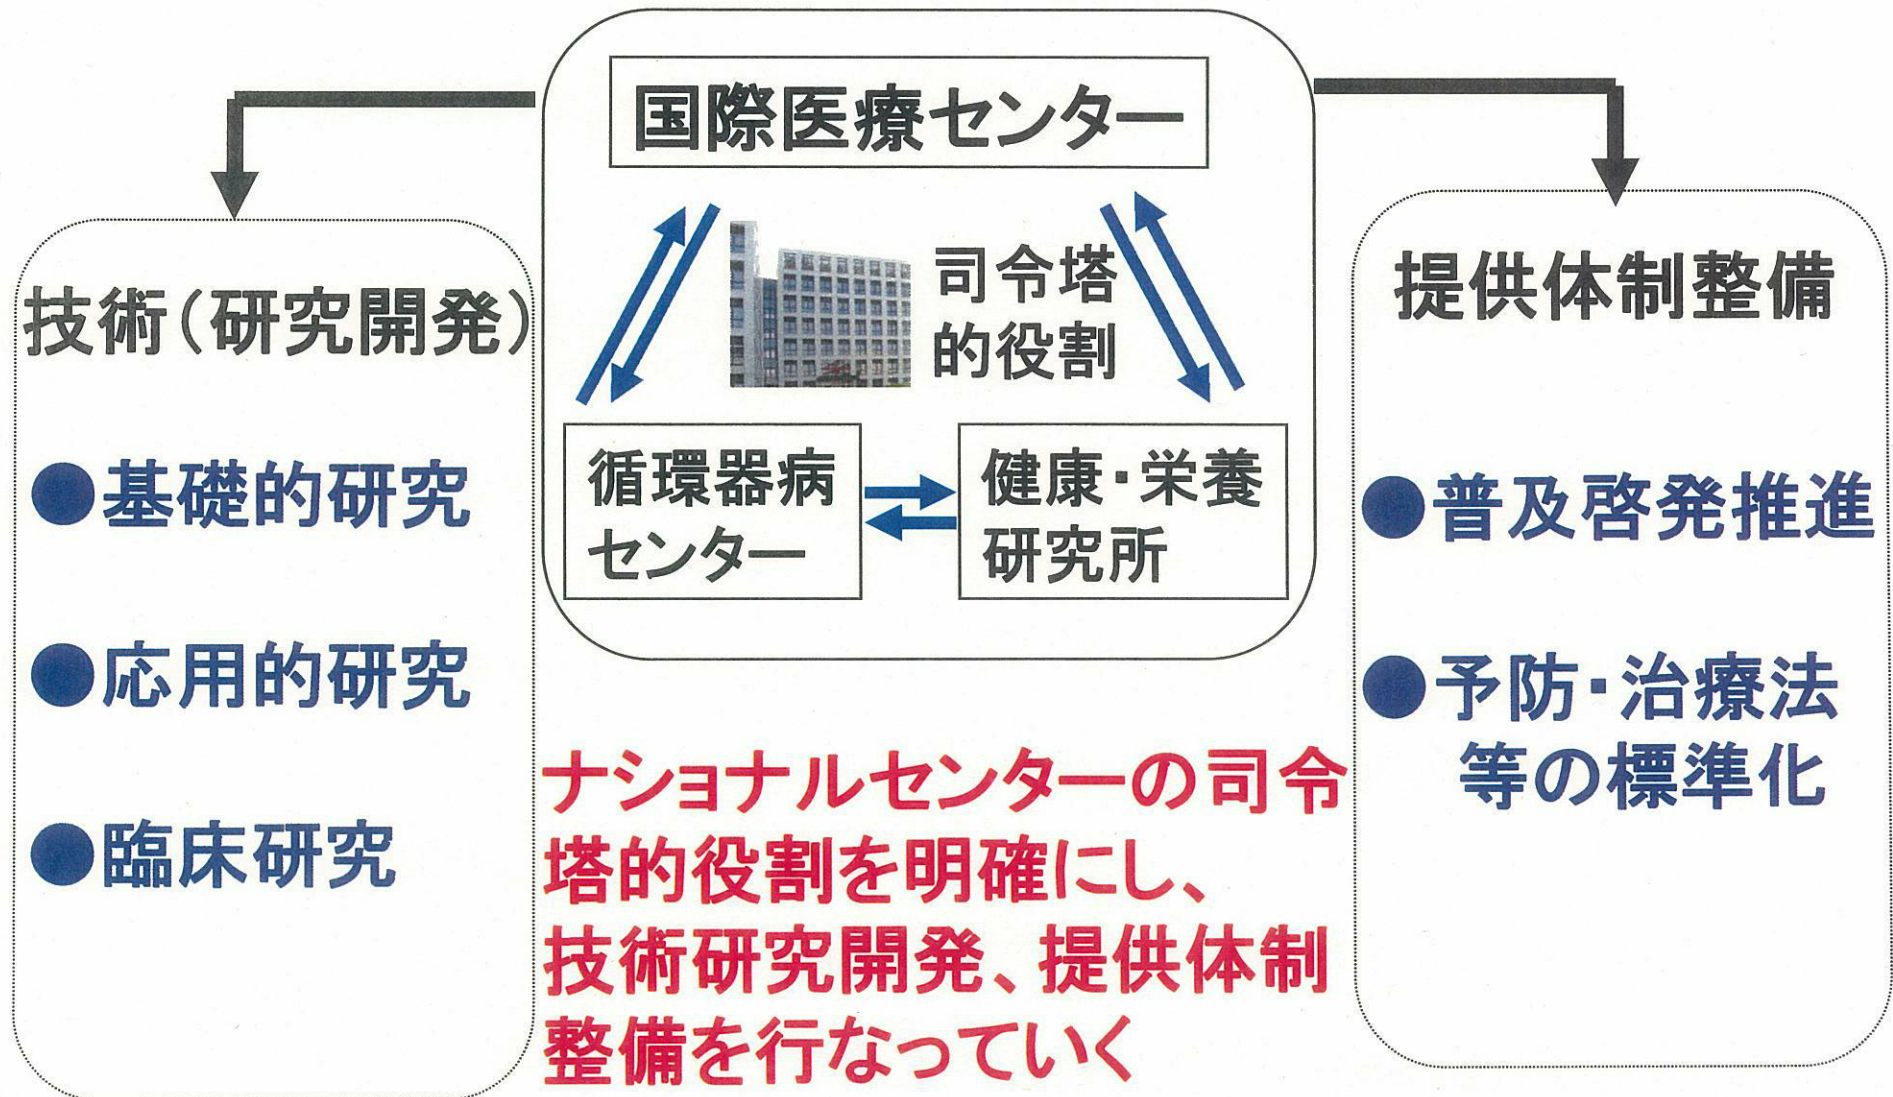 国際医療センター
司令塔
的役割
循環器病
センター
健康・栄養
研究所
技術(研究開発)
●基礎的研究
●応用的研究
●臨床研究
提供体制整備
●普及啓発推進
●予防・治療法
等の標準化
ナショナルセンターの司令
塔的役割を明確にし、
技術研究開発、提供体制
整備を行なっていく